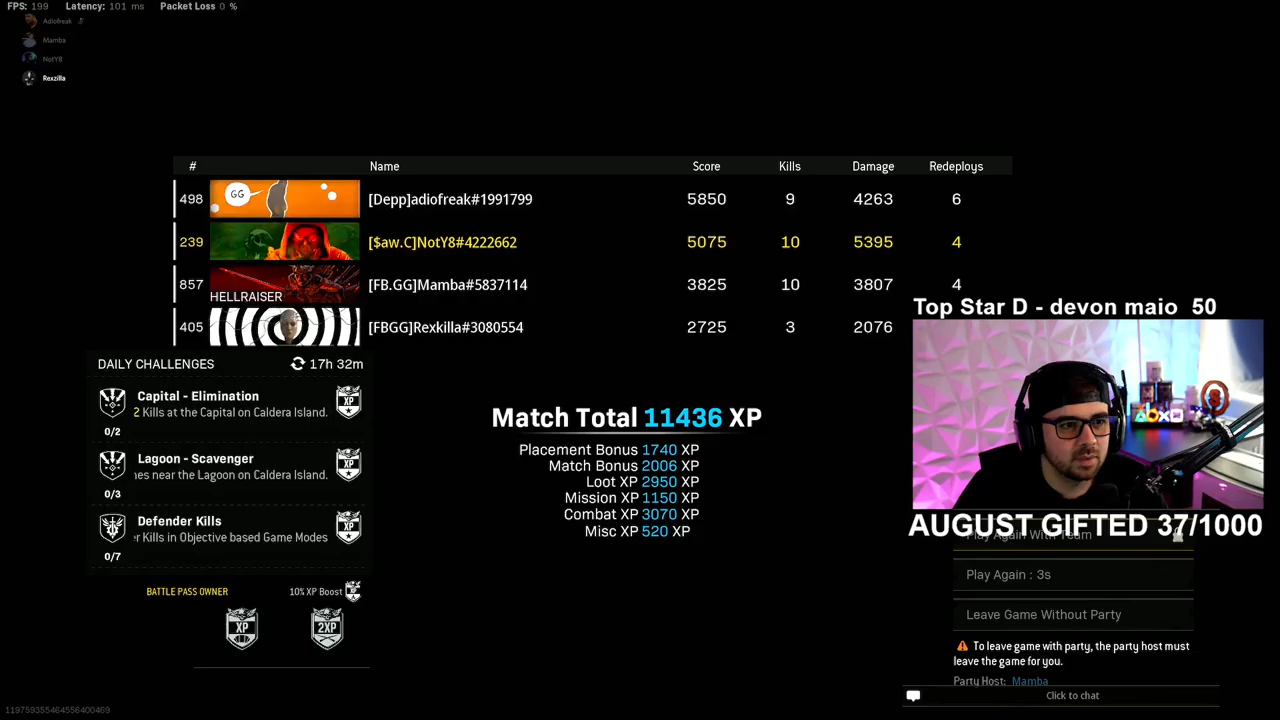 FPS: 199 Latency: 101 ms Packet Loss 0 %
Adiofreak
Mamba
NotY8
Rexzilla
# Name Score Kills Damage Redeploys
498 GG [Depp]adiofreak#1991799 5850 9 4263 6
239 [$aw.C]NotY8#4222662 5075 10 5395 4
857 HELLRAISER [FB.GG]Mamba#5837114 3825 10 3807 4
405 [FBGG]Rexkilla#3080554 2725 3 2076
Top Star D - devon maio 50
DAILY CHALLENGES 17h 32m
Capital - Elimination
2 Kills at the Capital on Caldera Island.
0/2
Lagoon - Scavenger
nes near the Lagoon on Caldera Island.
0/3
Defender Kills
r Kills in Objective based Game Modes
0/7
BATTLE PASS OWNER 10% XP Boost
XP 2XP
Match Total 11436 XP
Placement Bonus 1740 XP
Match Bonus 2006 XP
Loot XP 2950 XP
Mission XP 1150 XP
Combat XP 3070 XP
Misc XP 520 XP
AUGUST GIFTED 37/1000
Play Again With Team
Play Again : 3s
Leave Game Without Party
To leave game with party, the party host must
leave the game for you.
Party Host: Mamba
Click to chat